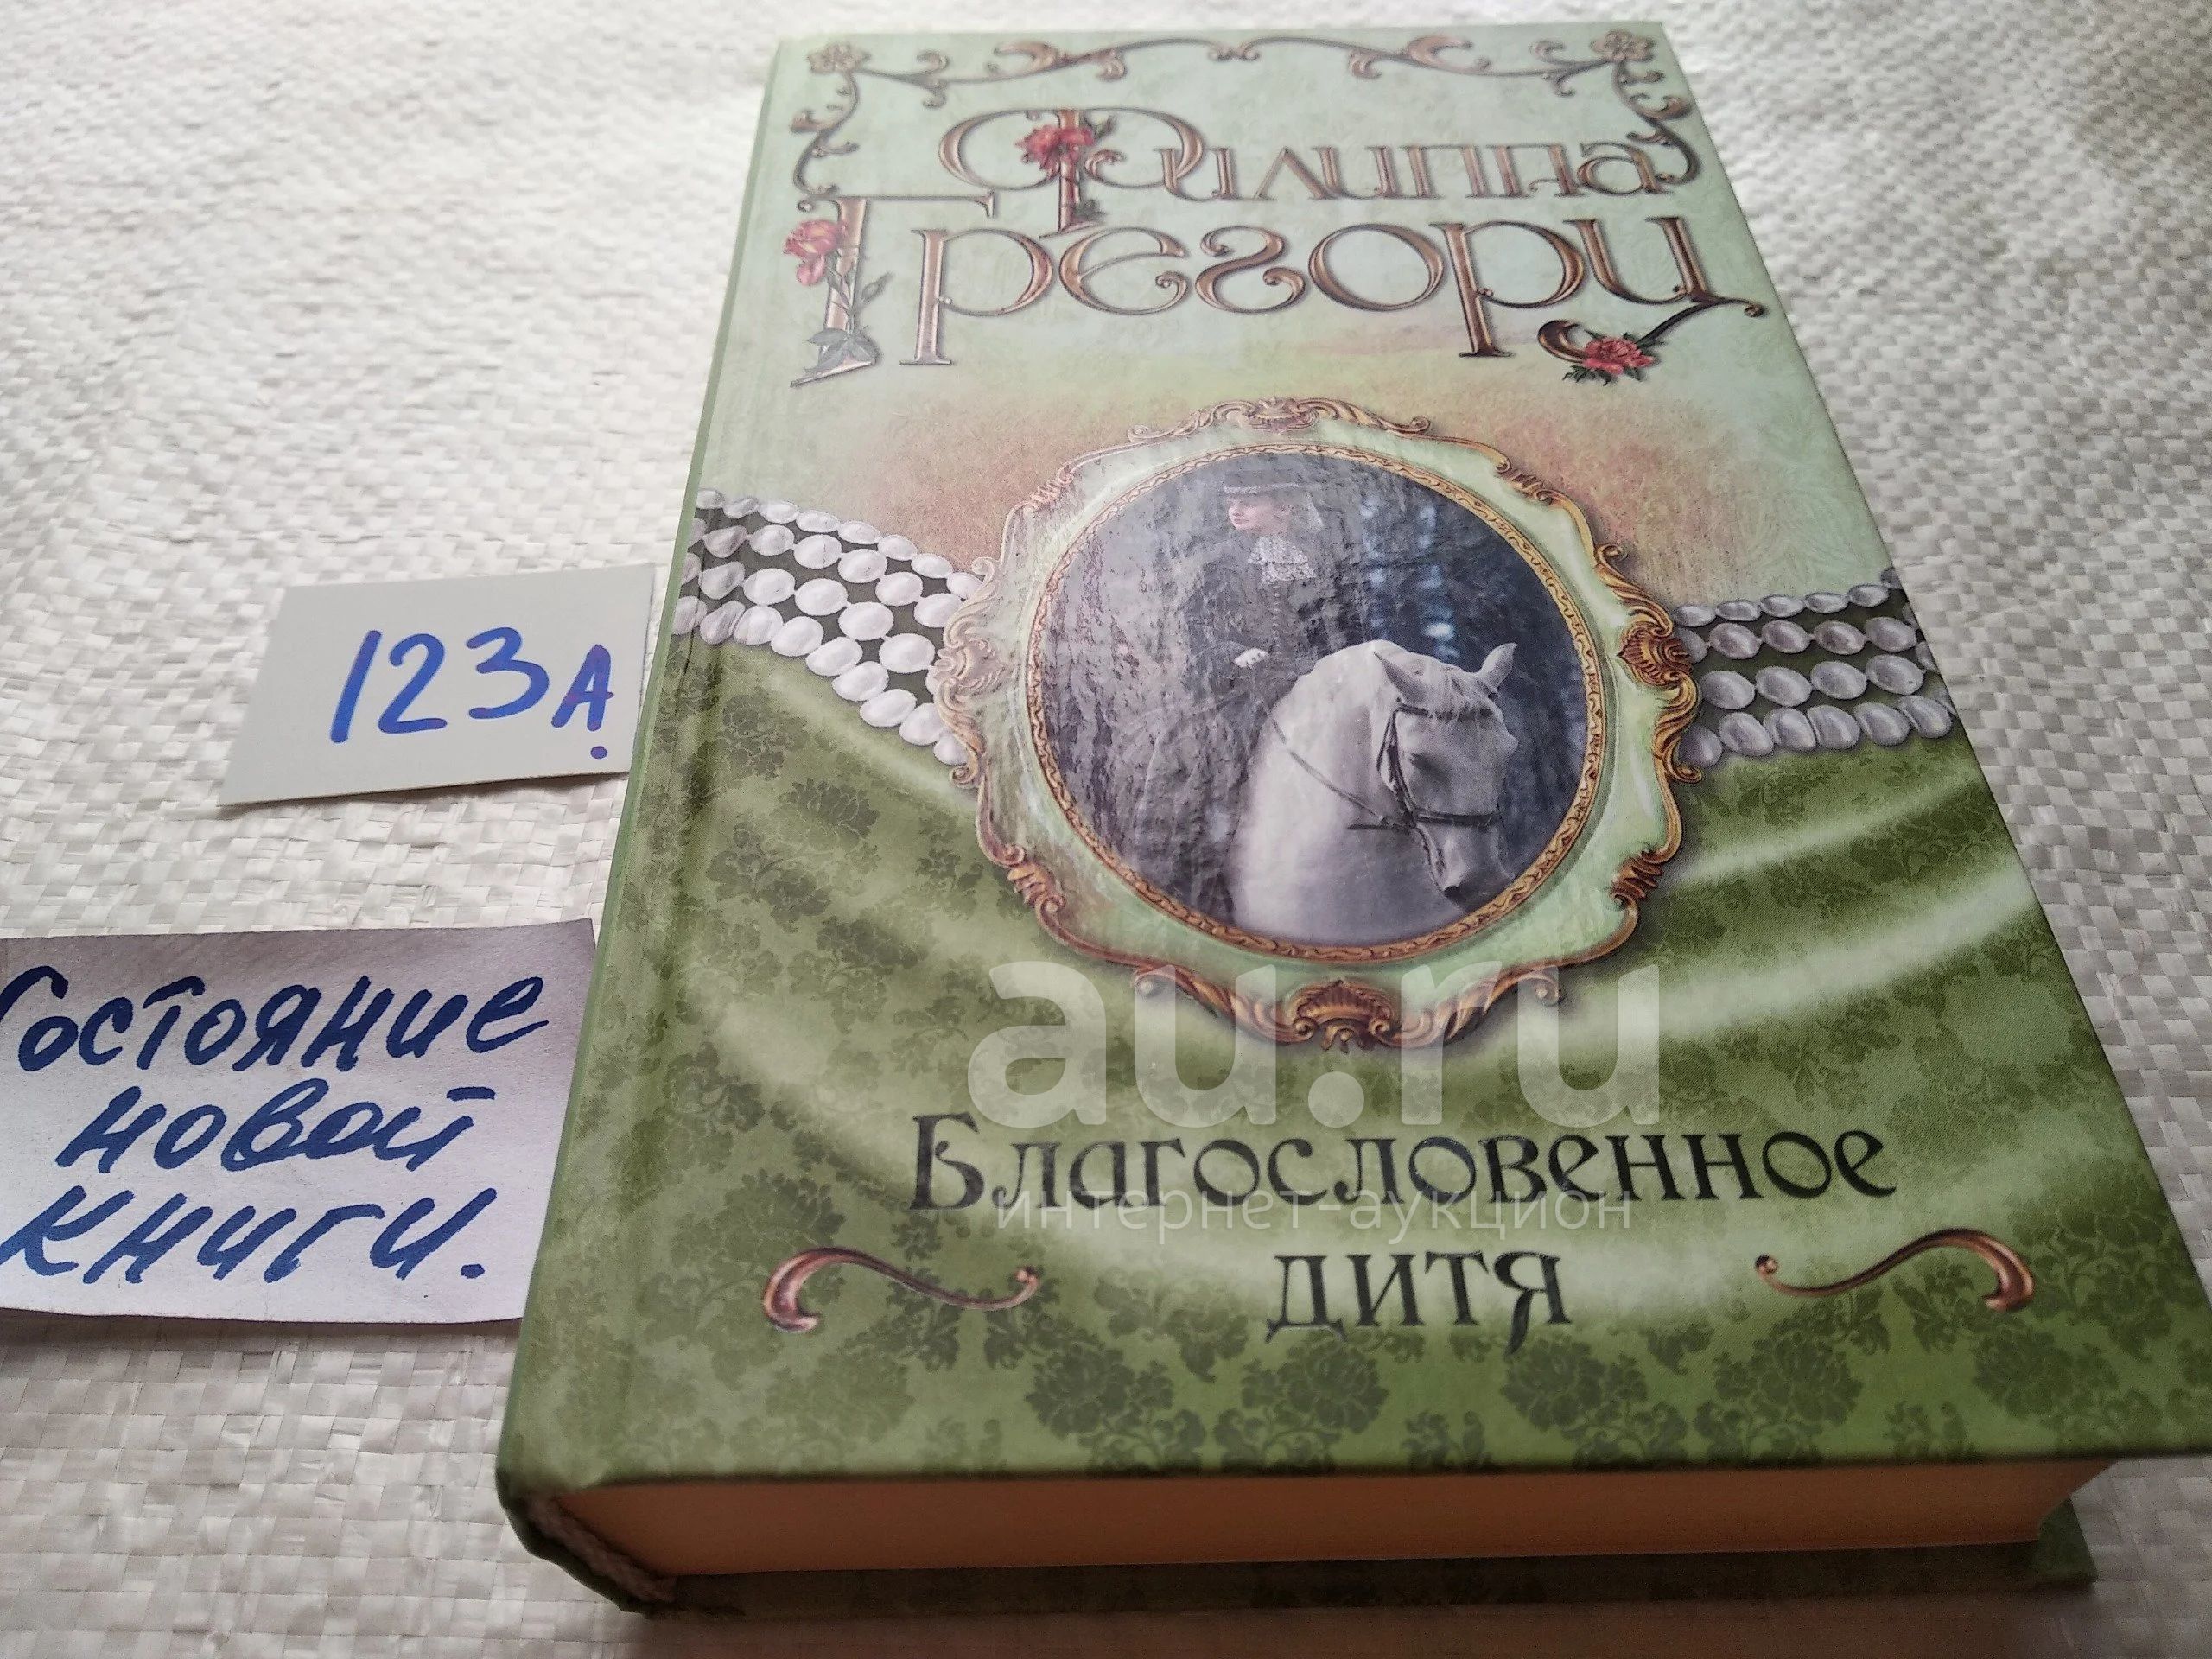 Филиппа
Грегори
123А
Состояние
новой
книги.
au.ru
интернет-аукцион
Благословенное
дитя